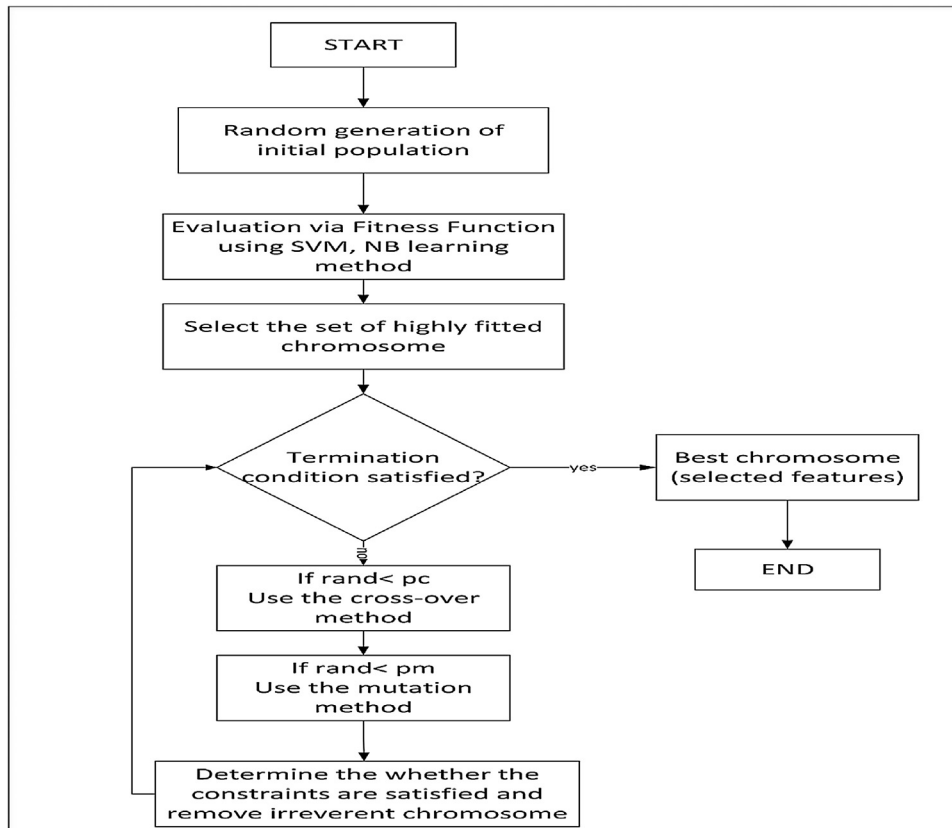 START
Random generation of
initial population
Evaluation via Fitness Function
using SVM, NB learning
method
Select the set of highly fitted
chromosome
Termination
condition satisfied?
yes
Best chromosome
(selected features)
END
no
If rand< pc
Use the cross-over
method
If rand< pm
Use the mutation
method
Determine the whether the
constraints are satisfied and
remove irreverent chromosome